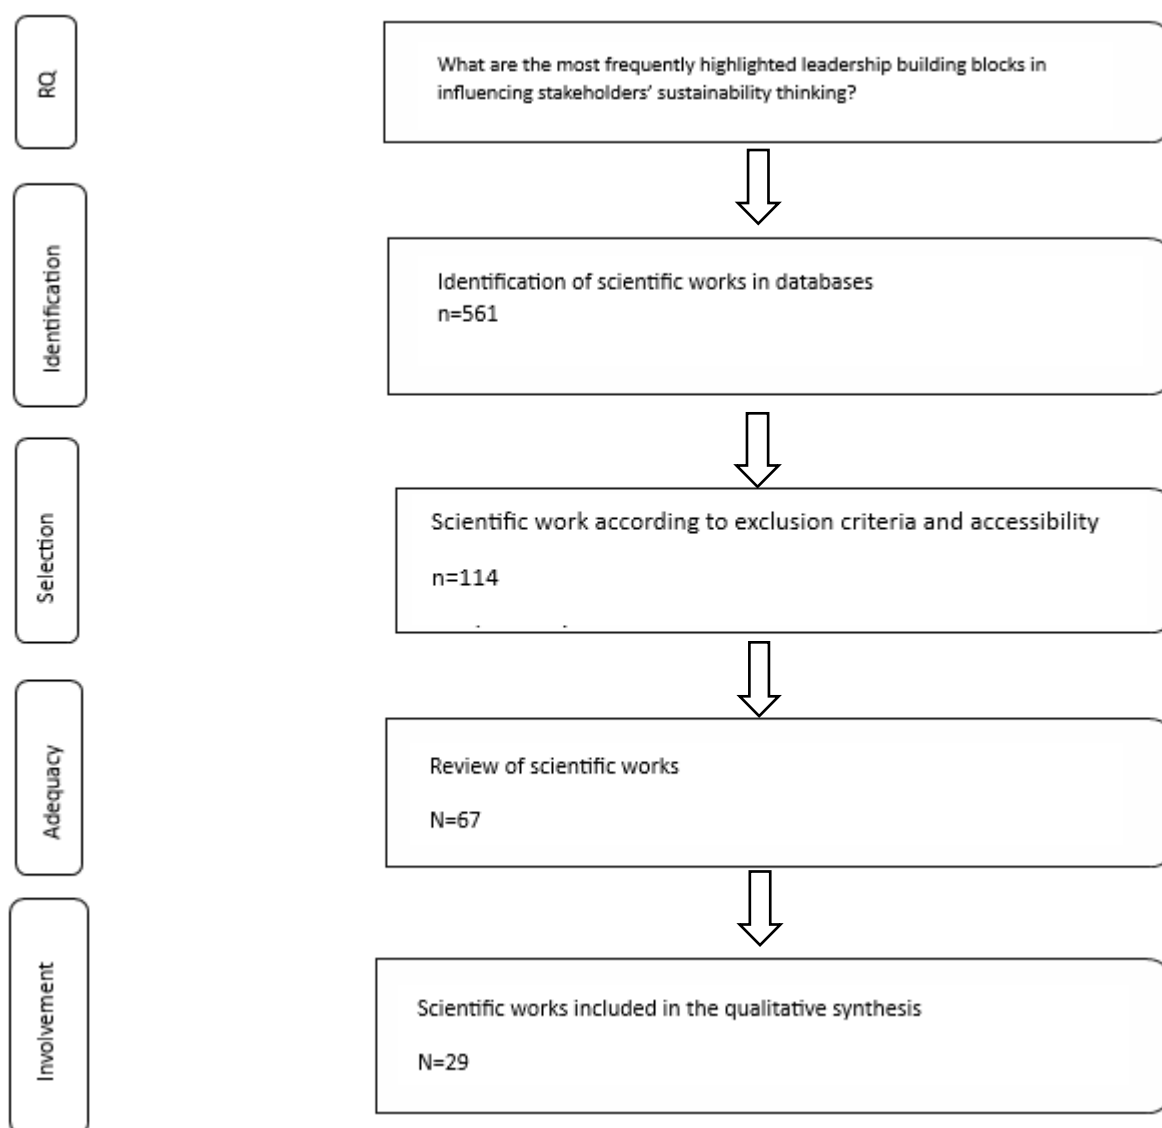 RQ
What are the most frequently highlighted leadership building blocks in
influencing stakeholders' sustainability thinking?
Identification
Identification of scientific works in databases
n=561
Selection
Scientific work according to exclusion criteria and accessibility
n=114
Adequacy
Review of scientific works
N=67
Involvement
Scientific works included in the qualitative synthesis
N=29